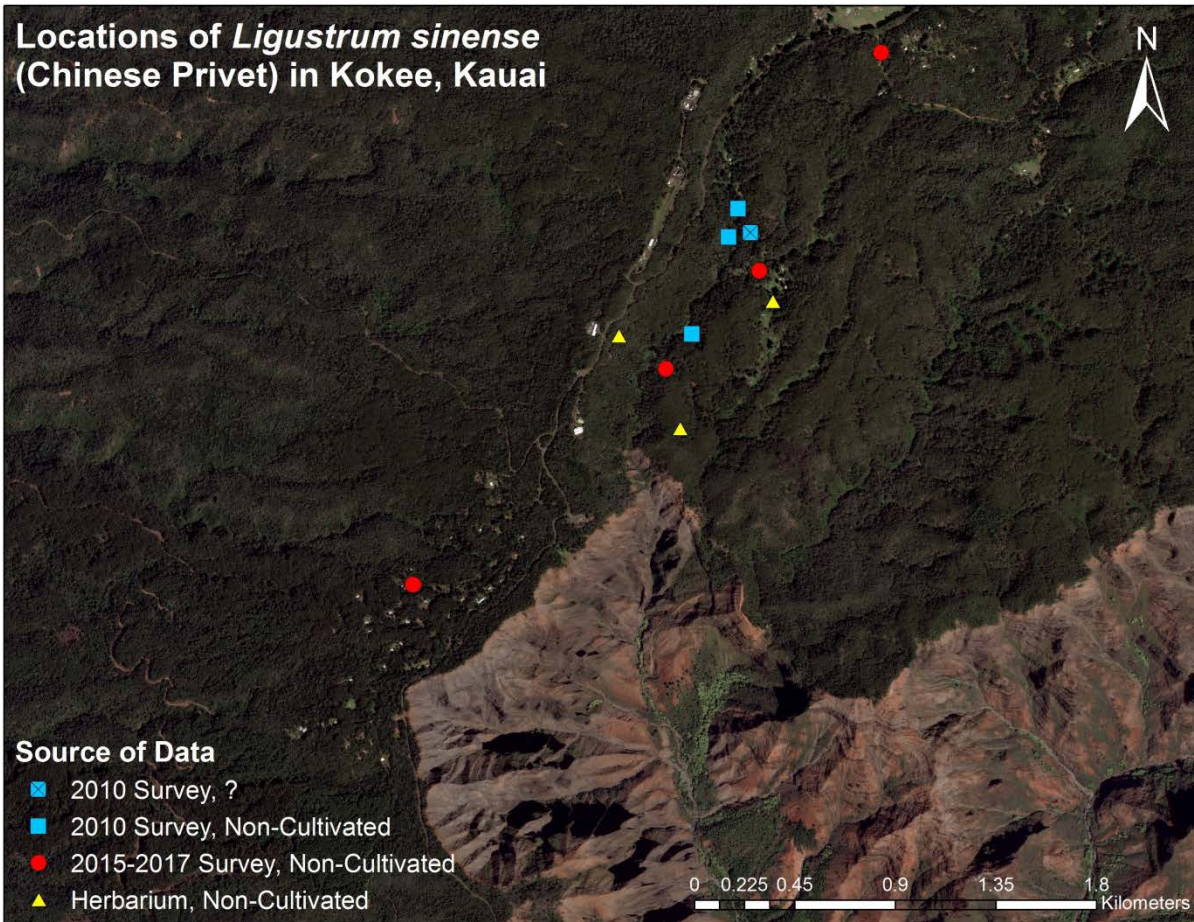 Locations of Ligustrum sinense
(Chinese Privet) in Kokee, Kauai
N
Source of Data
2010 Survey, ?
2010 Survey, Non-Cultivated
2015-2017 Survey, Non-Cultivated
Herbarium, Non-Cultivated
0 0.225 0.45 0.9 1.35 1.8
Kilometers